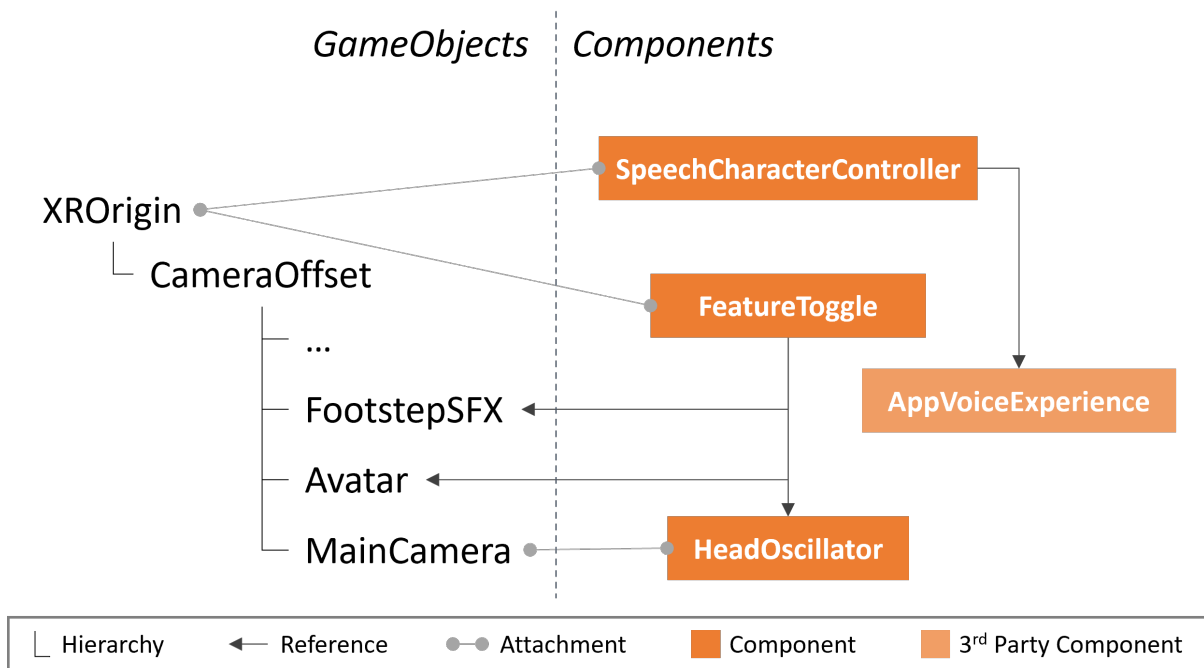 GameObjects
Components
SpeechCharacterController
XROrigin
CameraOffset
FeatureToggle
...
AppVoiceExperience
FootstepSFX
Avatar
MainCamera
HeadOscillator
Hierarchy
Reference
Attachment
Component
3rd Party Component